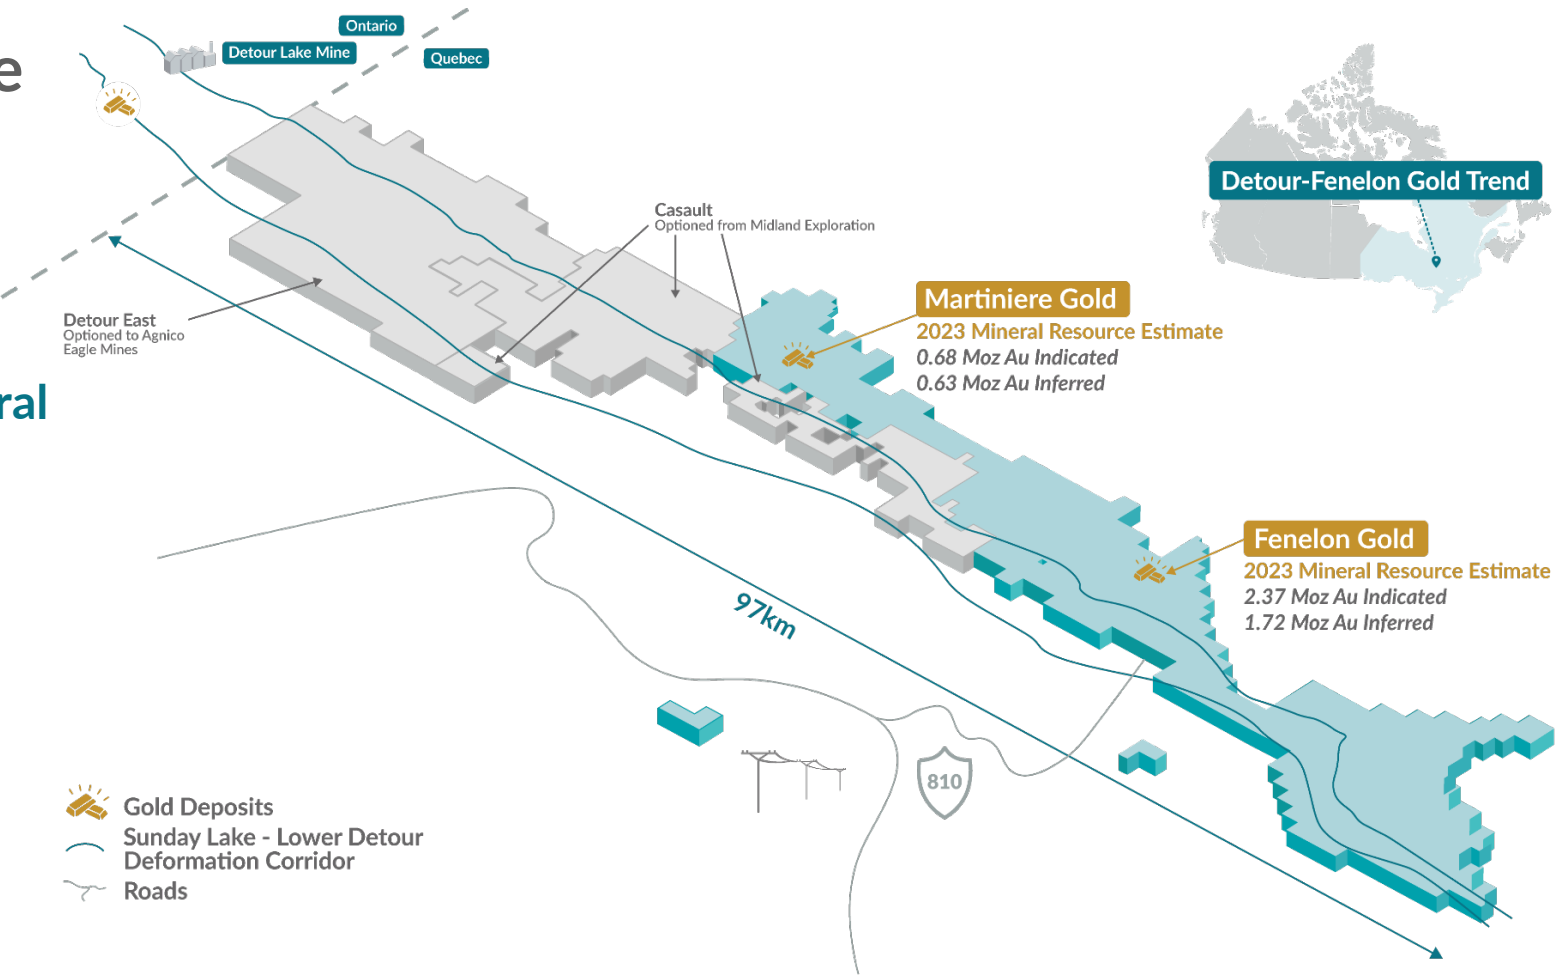 e
ral
Ontario
Detour Lake Mine
Quebec
Detour-Fenelon Gold Trend
Casault
Optioned from Midland Exploration
Detour East
Optioned to Agnico
Eagle Mines
Martiniere Gold
2023 Mineral Resource Estimate
0.68 Moz Au Indicated
0.63 Moz Au Inferred
Fenelon Gold
2023 Mineral Resource Estimate
2.37 Moz Au Indicated
1.72 Moz Au Inferred
97km
810
Gold Deposits
Sunday Lake - Lower Detour
Deformation Corridor
Roads